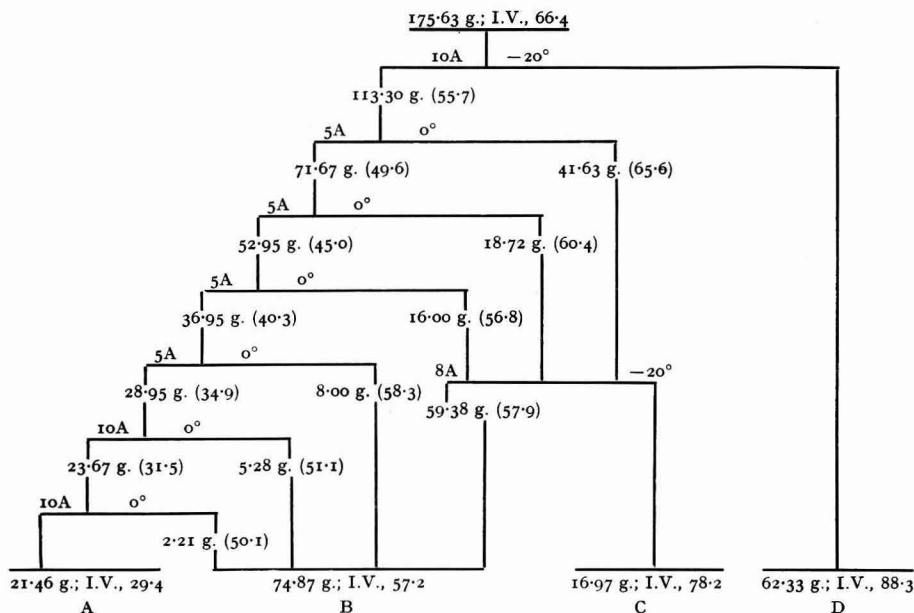 175·63 g.; I.V., 66·4
10A —20°
113·30 g. (55·7)
5A 0°
71·67 g. (49·6) 41·63 g. (65·6)
5A 0°
52·95 g. (45·0) 18·72 g. (60·4)
5A 0°
36·95 g. (40·3) 16·00 g. (56·8)
5A 0° 8A —20°
28·95 g. (34·9) 8·00 g. (58·3) 59·38 g. (57·9)
10A 0°
23·67 g. (31·5) 5·28 g. (51·1)
10A 0°
2·21 g. (50·1)
21·46 g.; I.V., 29·4 74·87 g.; I.V., 57·2 16·97 g.; I.V., 78·2 62·33 g.; I.V., 88·3
A B C D